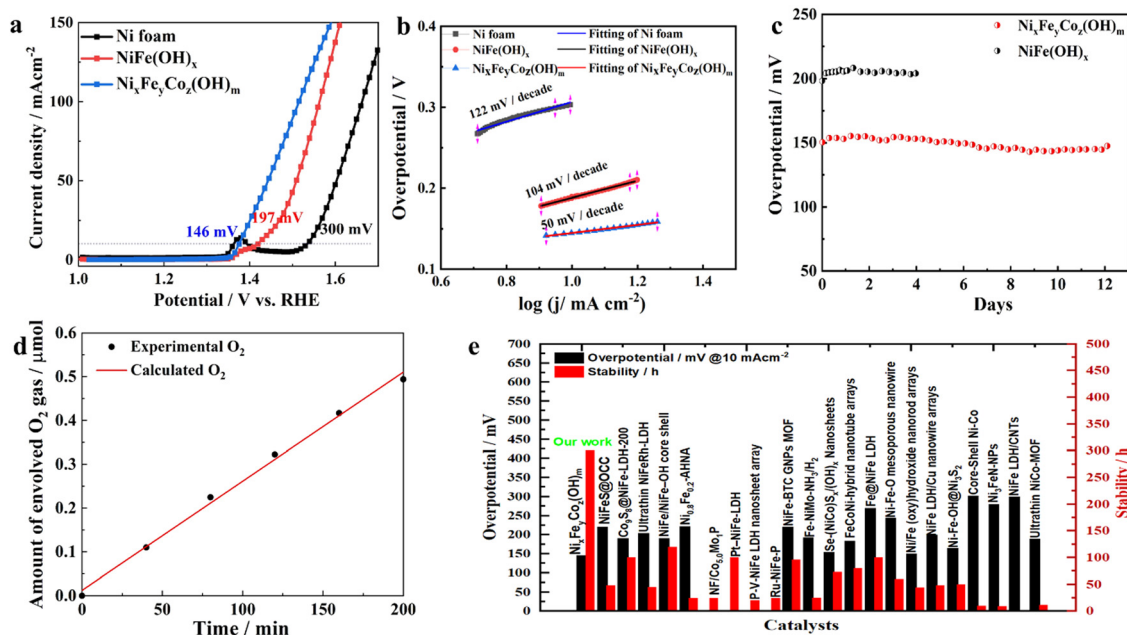 a
150
100
50
0
Current density / mAcm⁻²
Ni foam
NiFe(OH)ₓ
NiₓFeᵧCo_z(OH)ₘ
146 mV
197 mV
300 mV
1.0 1.2 1.4 1.6
Potential / V vs. RHE
b
0.4
0.3
0.2
0.1
Overpotential / V
Ni foam
NiFe(OH)ₓ
NiₓFeᵧCo_z(OH)ₘ
Fitting of Ni foam
Fitting of NiFe(OH)ₓ
Fitting of NiₓFeᵧCo_z(OH)ₘ
122 mV / decade
104 mV / decade
50 mV / decade
0.5 1.0 1.5
log (j/ mA cm⁻²)
c
250
200
150
100
50
Overpotential / mV
NiₓFeᵧCo_z(OH)ₘ
NiFe(OH)ₓ
0 2 4 6 8 10 12
Days
d
0.6
0.5
0.4
0.3
0.2
0.1
0.0
Amount of envolved O₂ gas / μmol
Experimental O₂
Calculated O₂
0 50 100 150 200
Time / min
e
700
650
600
550
500
450
400
350
300
250
200
150
100
50
0
Overpotential / mV
Overpotential / mV @10 mAcm⁻²
Stability / h
Our work
NiₓFeᵧCo_z(OH)ₘ
NiFeS@OCC
Co₉S₈@NiFe-LDH-200
Ultrathin NiFeRh-LDH
NiFe/NiFe–OH core shell
Ni₀.₈Fe₀.₂-AHNA
NF/Co₅.₀Mo₁P
Pt-NiFe-LDH
P-V-NiFe LDH nanosheet array
Ru-NiFe-P
NiFe-BTC GNPs MOF
Fe-NiMo-NH₃/H₂
Se-(NiCo)Sₓ/(OH)ₓ Nanosheets
FeCoNi-hybrid nanotube arrays
Fe@NiFe LDH
Ni-Fe-O mesoporous nanowire
Ni/Fe (oxy)hydroxide nanorod arrays
NiFe LDH/Cu nanowire arrays
Ni-Fe-OH@Ni₃S₂
Core-Shell Ni-Co
Ni₃FeN-NPs
NiFe LDH/CNTs
Ultrathin NiCo-MOF
500
450
400
350
300
250
200
150
100
50
0
Stability / h
Catalysts